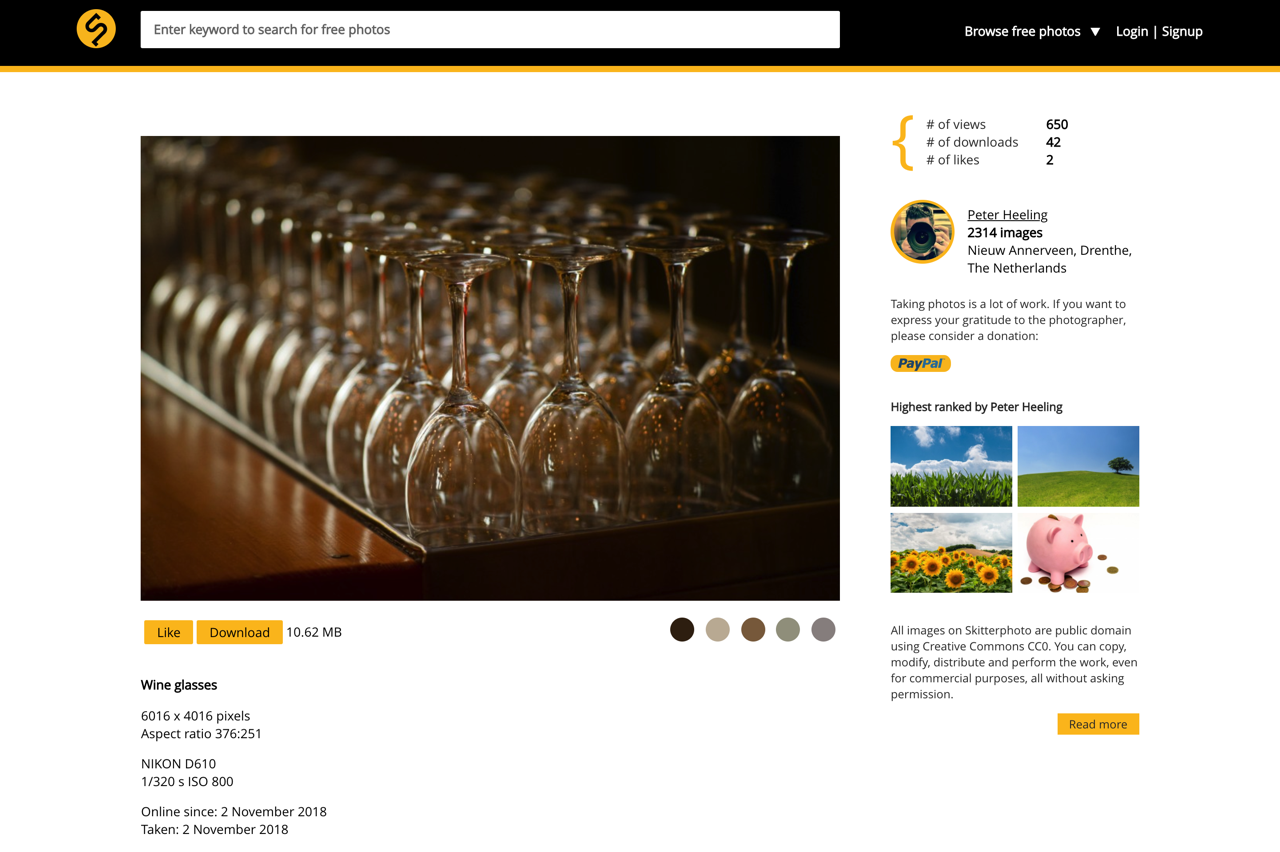 Enter keyword to search for free photos
Browse free photos ▼ Login | Signup
# of views 650
# of downloads 42
# of likes 2
Peter Heeling
2314 images
Nieuw Annerveen, Drenthe,
The Netherlands
Taking photos is a lot of work. If you want to
express your gratitude to the photographer,
please consider a donation:
PayPal
Highest ranked by Peter Heeling
Like Download 10.62 MB
Wine glasses
6016 x 4016 pixels
Aspect ratio 376:251
NIKON D610
1/320 s ISO 800
Online since: 2 November 2018
Taken: 2 November 2018
All images on Skitterphoto are public domain
using Creative Commons CC0. You can copy,
modify, distribute and perform the work, even
for commercial purposes, all without asking
permission.
Read more